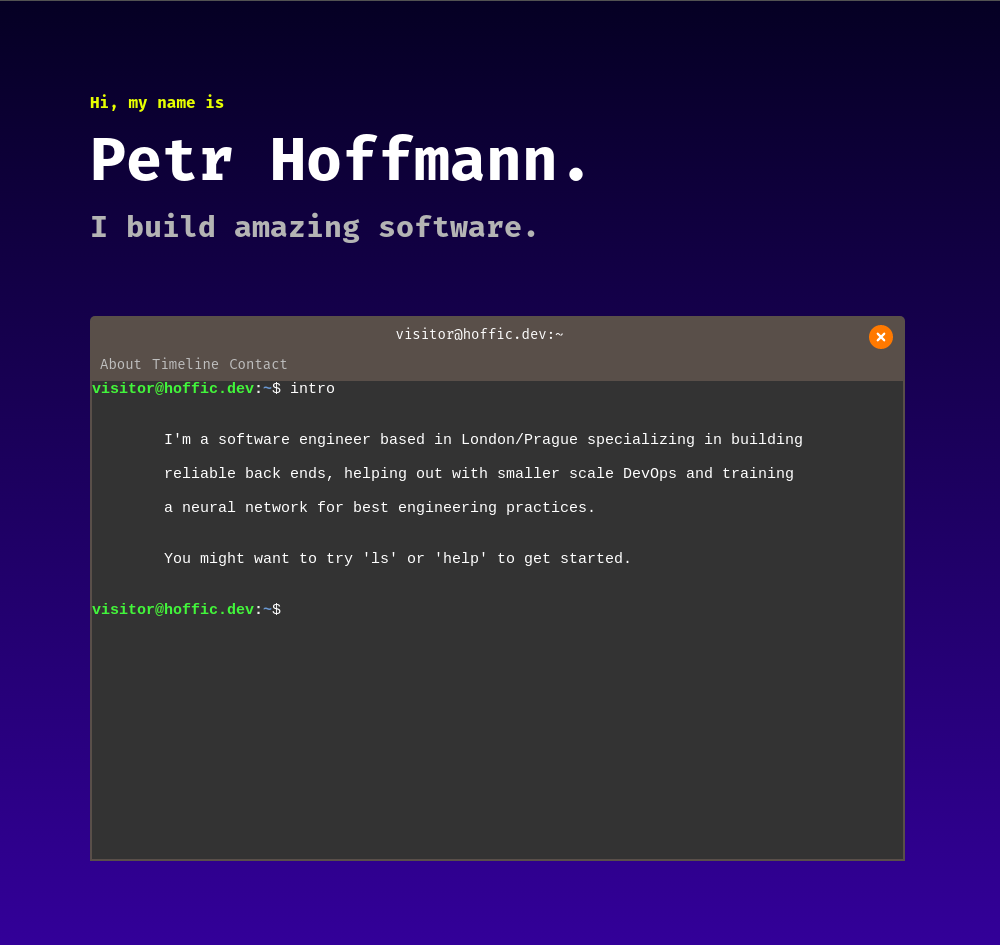 Hi, my name is
Petr Hoffmann.
I build amazing software.
visitor@hoffic.dev:~
About Timeline Contact
visitor@hoffic.dev:~$ intro
I'm a software engineer based in London/Prague specializing in building
reliable back ends, helping out with smaller scale DevOps and training
a neural network for best engineering practices.
You might want to try 'ls' or 'help' to get started.
visitor@hoffic.dev:~$